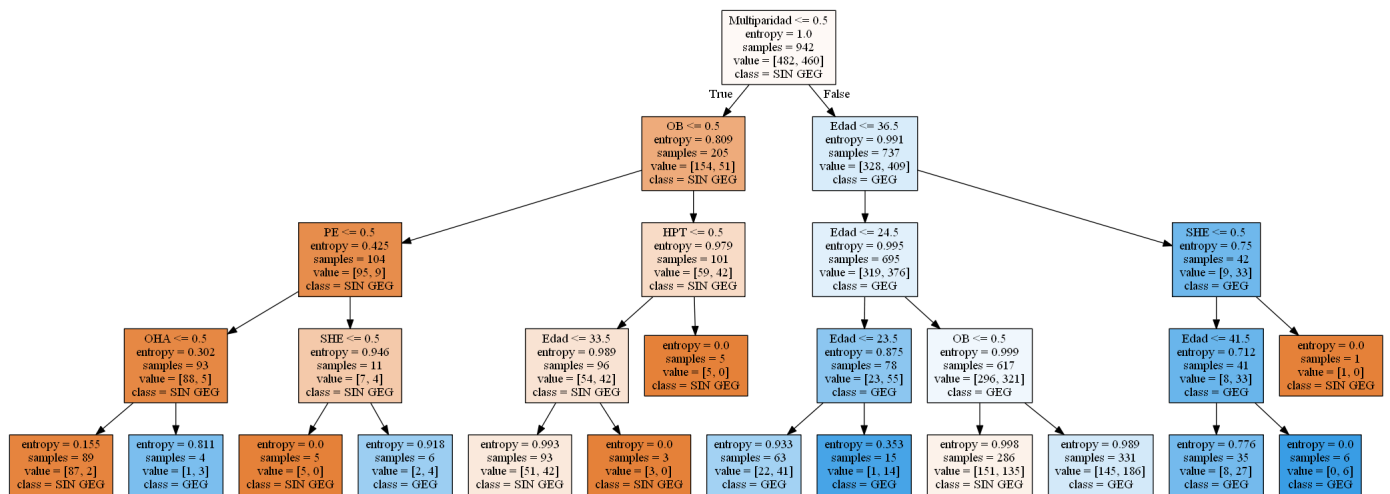 Multiparidad <= 0.5
entropy = 1.0
samples = 942
value = [482, 460]
class = SIN GEG
True
False
OB <= 0.5
entropy = 0.809
samples = 205
value = [154, 51]
class = SIN GEG
Edad <= 36.5
entropy = 0.991
samples = 737
value = [328, 409]
class = GEG
PE <= 0.5
entropy = 0.425
samples = 104
value = [95, 9]
class = SIN GEG
HPT <= 0.5
entropy = 0.979
samples = 101
value = [59, 42]
class = SIN GEG
Edad <= 24.5
entropy = 0.995
samples = 695
value = [319, 376]
class = GEG
SHE <= 0.5
entropy = 0.75
samples = 42
value = [9, 33]
class = GEG
OHA <= 0.5
entropy = 0.302
samples = 93
value = [88, 5]
class = SIN GEG
SHE <= 0.5
entropy = 0.946
samples = 11
value = [7, 4]
class = SIN GEG
Edad <= 33.5
entropy = 0.989
samples = 96
value = [54, 42]
class = SIN GEG
entropy = 0.0
samples = 5
value = [5, 0]
class = SIN GEG
Edad <= 23.5
entropy = 0.875
samples = 78
value = [23, 55]
class = GEG
OB <= 0.5
entropy = 0.999
samples = 617
value = [296, 321]
class = GEG
Edad <= 41.5
entropy = 0.712
samples = 41
value = [8, 33]
class = GEG
entropy = 0.0
samples = 1
value = [1, 0]
class = SIN GEG
entropy = 0.155
samples = 89
value = [87, 2]
class = SIN GEG
entropy = 0.811
samples = 4
value = [1, 3]
class = GEG
entropy = 0.0
samples = 5
value = [5, 0]
class = SIN GEG
entropy = 0.918
samples = 6
value = [2, 4]
class = GEG
entropy = 0.993
samples = 93
value = [51, 42]
class = SIN GEG
entropy = 0.0
samples = 3
value = [3, 0]
class = SIN GEG
entropy = 0.933
samples = 63
value = [22, 41]
class = GEG
entropy = 0.353
samples = 15
value = [1, 14]
class = GEG
entropy = 0.998
samples = 286
value = [151, 135]
class = SIN GEG
entropy = 0.989
samples = 331
value = [145, 186]
class = GEG
entropy = 0.776
samples = 35
value = [8, 27]
class = GEG
entropy = 0.0
samples = 6
value = [0, 6]
class = GEG